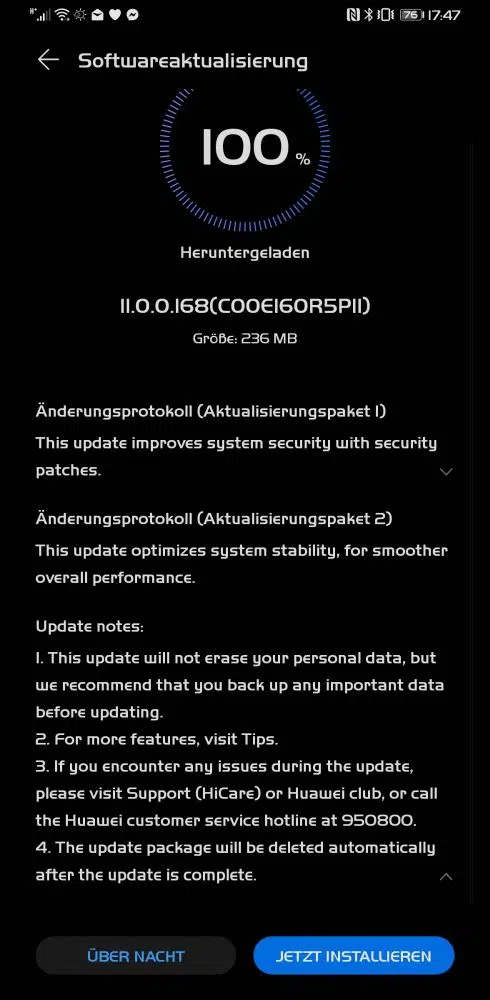 76 17:47
Softwareaktualisierung
100 %
Heruntergeladen
11.0.0.168(C00E160R5P11)
Größe: 236 MB
Änderungsprotokoll (Aktualisierungspaket 1)
This update improves system security with security
patches.
Änderungsprotokoll (Aktualisierungspaket 2)
This update optimizes system stability, for smoother
overall performance.
Update notes:
1. This update will not erase your personal data, but
we recommend that you back up any important data
before updating.
2. For more features, visit Tips.
3. If you encounter any issues during the update,
please visit Support (HiCare) or Huawei club, or call
the Huawei customer service hotline at 950800.
4. The update package will be deleted automatically
after the update is complete.
ÜBER NACHT
JETZT INSTALLIEREN